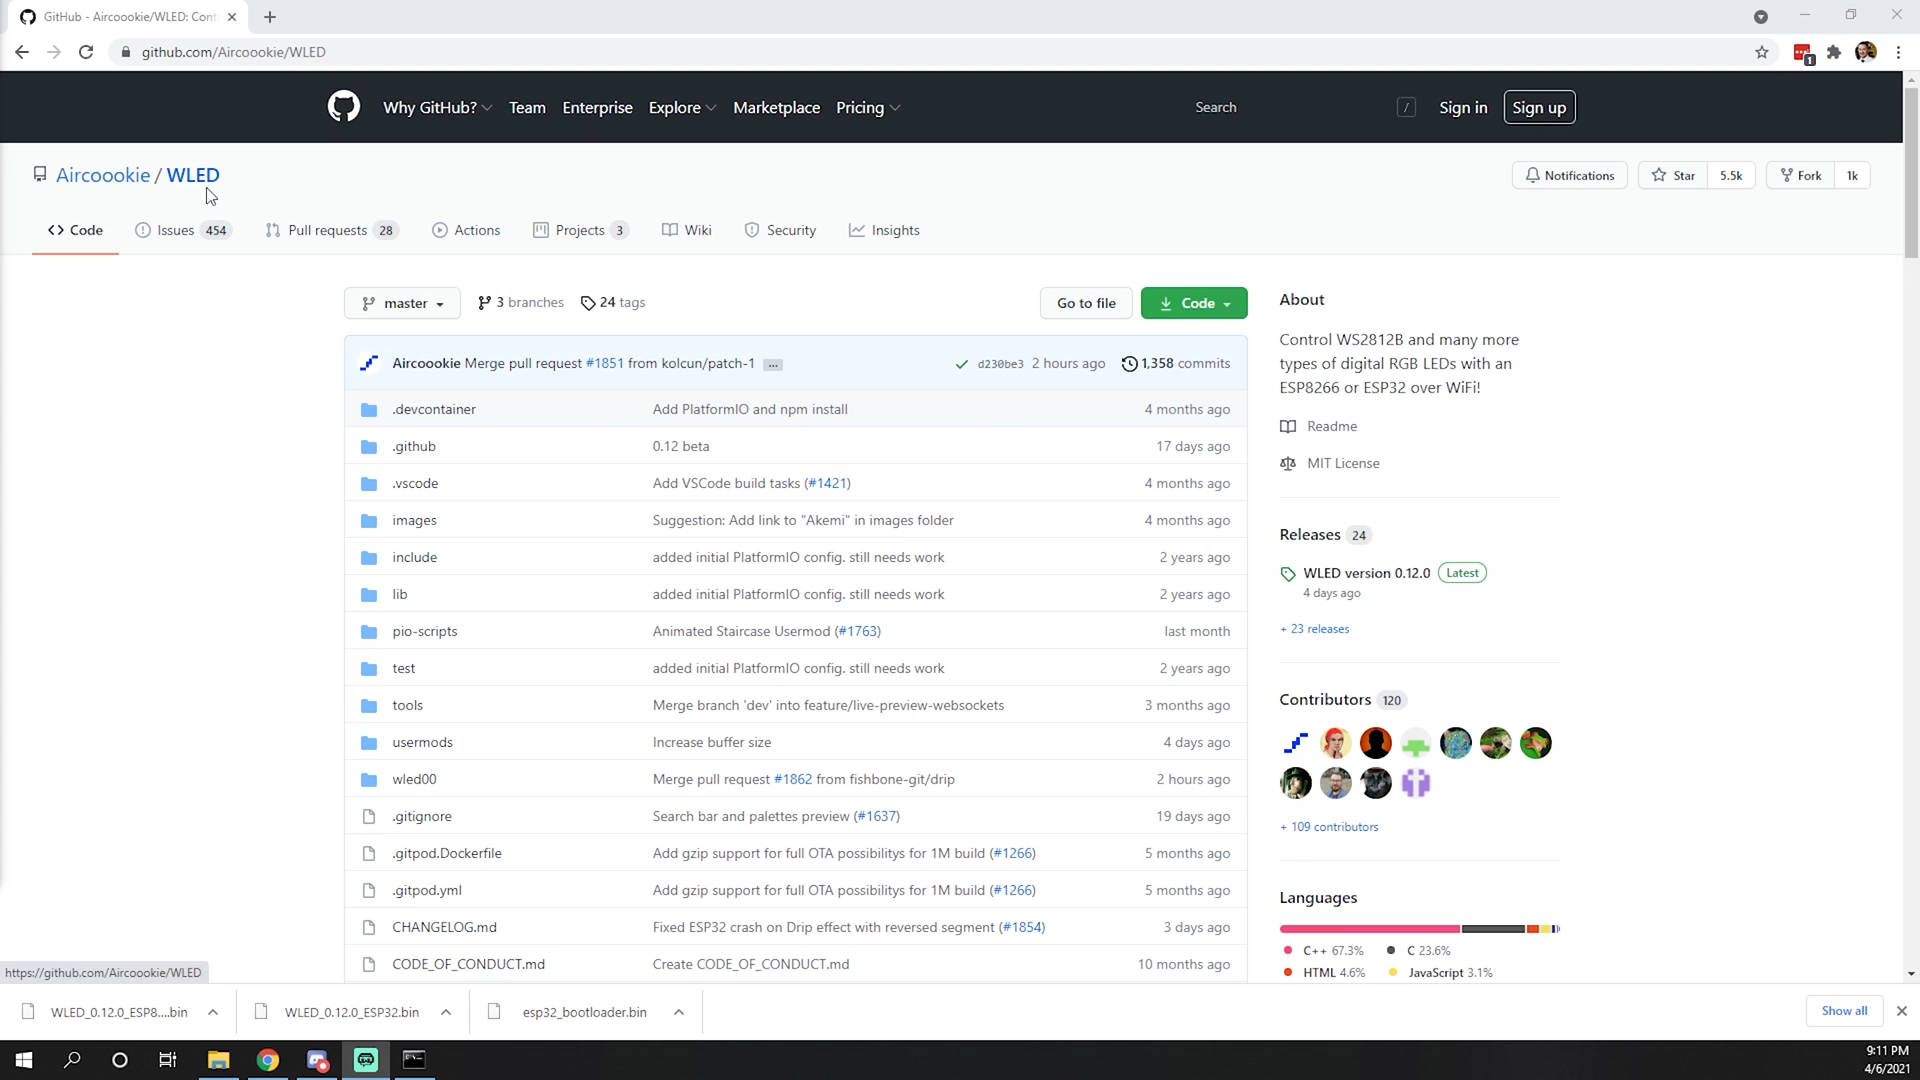 GitHub - Aircoookie/WLED: Cont
github.com/Aircoookie/WLED
1
Why GitHub? Team Enterprise Explore Marketplace Pricing Search / Sign in Sign up
Aircoookie / WLED
Notifications Star 5.5k Fork 1k
Code Issues 454 Pull requests 28 Actions Projects 3 Wiki Security Insights
master 3 branches 24 tags Go to file Code
Aircoookie Merge pull request #1851 from kolcun/patch-1 ... d230be3 2 hours ago 1,358 commits
.devcontainer Add PlatformIO and npm install 4 months ago
.github 0.12 beta 17 days ago
.vscode Add VSCode build tasks (#1421) 4 months ago
images Suggestion: Add link to "Akemi" in images folder 4 months ago
include added initial PlatformIO config. still needs work 2 years ago
lib added initial PlatformIO config. still needs work 2 years ago
pio-scripts Animated Staircase Usermod (#1763) last month
test added initial PlatformIO config. still needs work 2 years ago
tools Merge branch 'dev' into feature/live-preview-websockets 3 months ago
usermods Increase buffer size 4 days ago
wled00 Merge pull request #1862 from fishbone-git/drip 2 hours ago
.gitignore Search bar and palettes preview (#1637) 19 days ago
.gitpod.Dockerfile Add gzip support for full OTA possibilitys for 1M build (#1266) 5 months ago
.gitpod.yml Add gzip support for full OTA possibilitys for 1M build (#1266) 5 months ago
CHANGELOG.md Fixed ESP32 crash on Drip effect with reversed segment (#1854) 3 days ago
CODE_OF_CONDUCT.md Create CODE_OF_CONDUCT.md 10 months ago
About
Control WS2812B and many more
types of digital RGB LEDs with an
ESP8266 or ESP32 over WiFi!
Readme
MIT License
Releases 24
WLED version 0.12.0 Latest
4 days ago
+ 23 releases
Contributors 120
+ 109 contributors
Languages
C++ 67.3% C 23.6%
HTML 4.6% JavaScript 3.1%
https://github.com/Aircoookie/WLED
WLED_0.12.0_ESP8....bin WLED_0.12.0_ESP32.bin esp32_bootloader.bin Show all
9:11 PM
4/6/2021